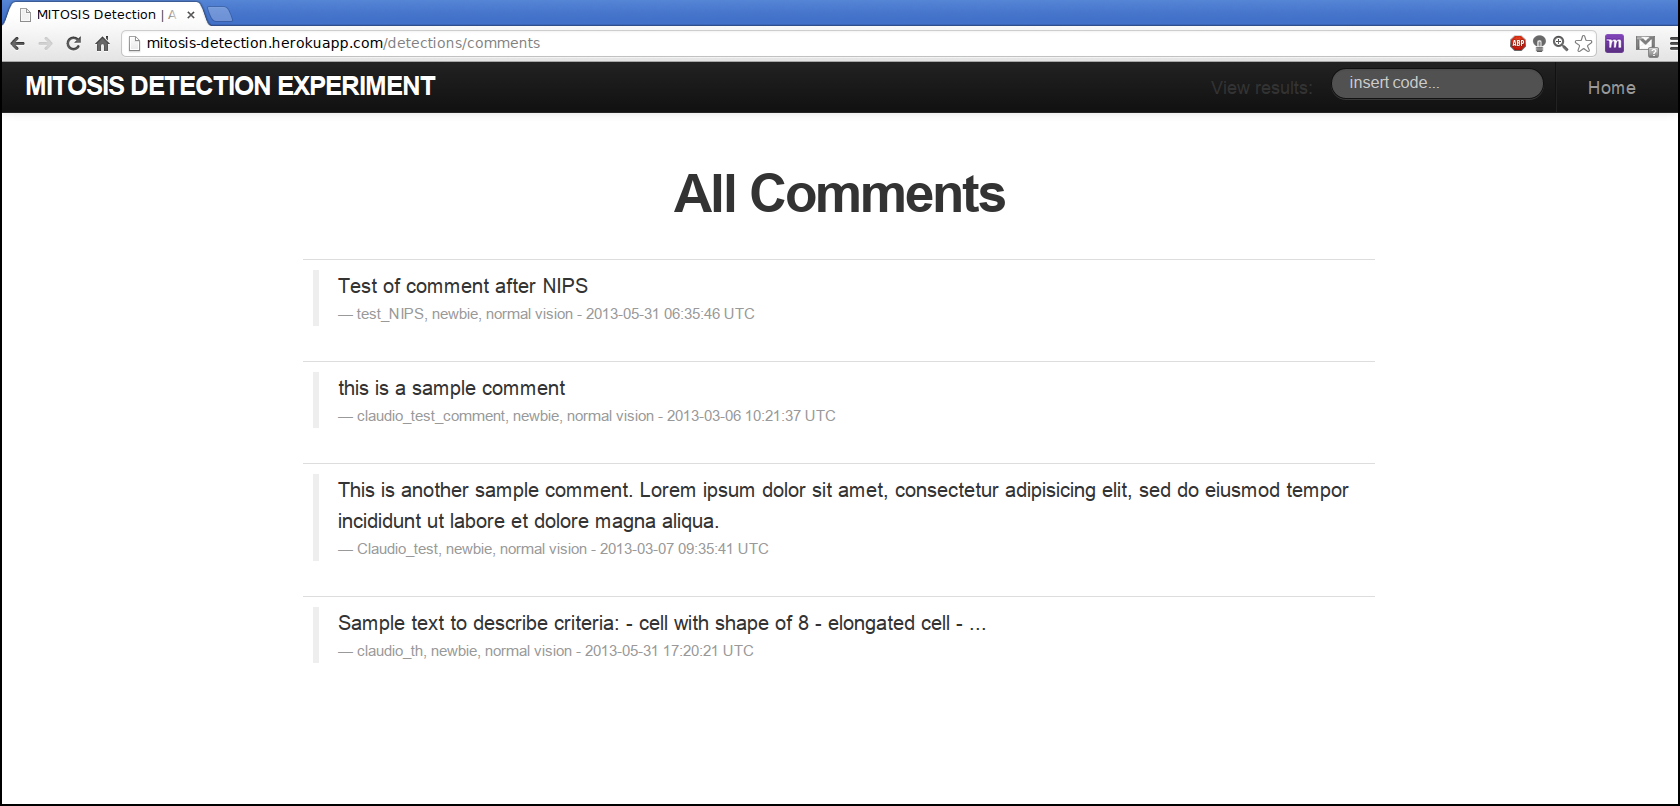 MITOSIS Detection | A
mitosis-detection.herokuapp.com/detections/comments
ABP
m
MITOSIS DETECTION EXPERIMENT
View results:
insert code...
Home
All Comments
Test of comment after NIPS
— test_NIPS, newbie, normal vision - 2013-05-31 06:35:46 UTC
this is a sample comment
— claudio_test_comment, newbie, normal vision - 2013-03-06 10:21:37 UTC
This is another sample comment. Lorem ipsum dolor sit amet, consectetur adipisicing elit, sed do eiusmod tempor
incididunt ut labore et dolore magna aliqua.
— Claudio_test, newbie, normal vision - 2013-03-07 09:35:41 UTC
Sample text to describe criteria: - cell with shape of 8 - elongated cell - ...
— claudio_th, newbie, normal vision - 2013-05-31 17:20:21 UTC